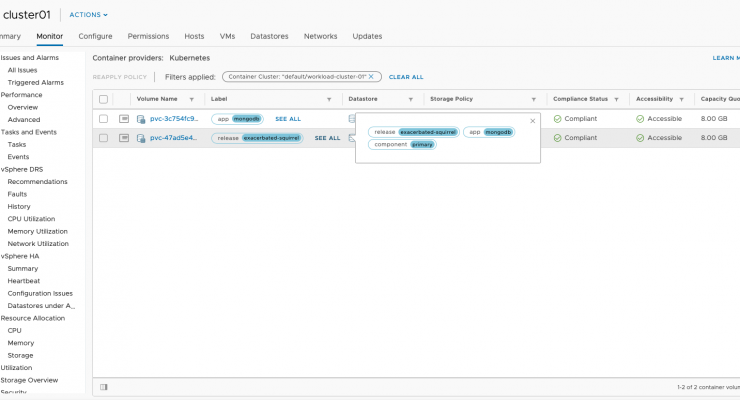 cluster01 ACTIONS
mmary Monitor Configure Permissions Hosts VMs Datastores Networks Updates
Issues and Alarms
All Issues
Triggered Alarms
Performance
Overview
Advanced
Tasks and Events
Tasks
Events
vSphere DRS
Recommendations
Faults
History
CPU Utilization
Memory Utilization
Network Utilization
vSphere HA
Summary
Heartbeat
Configuration Issues
Datastores under A...
Resource Allocation
CPU
Memory
Storage
Utilization
Storage Overview
Security
Container providers: Kubernetes LEARN M
REAPPLY POLICY Filters applied: Container Cluster: "default/workload-cluster-01" CLEAR ALL
Volume Name Label Datastore Storage Policy Compliance Status Accessibility Capacity Quo
pvc-3c754fc9... app mongodb SEE ALL Compliant Accessible 8.00 GB
pvc-47ad5e4... release exacerbated-squirrel SEE ALL Compliant Accessible 8.00 GB
release exacerbated-squirrel app mongodb
component primary
1-2 of 2 container volum